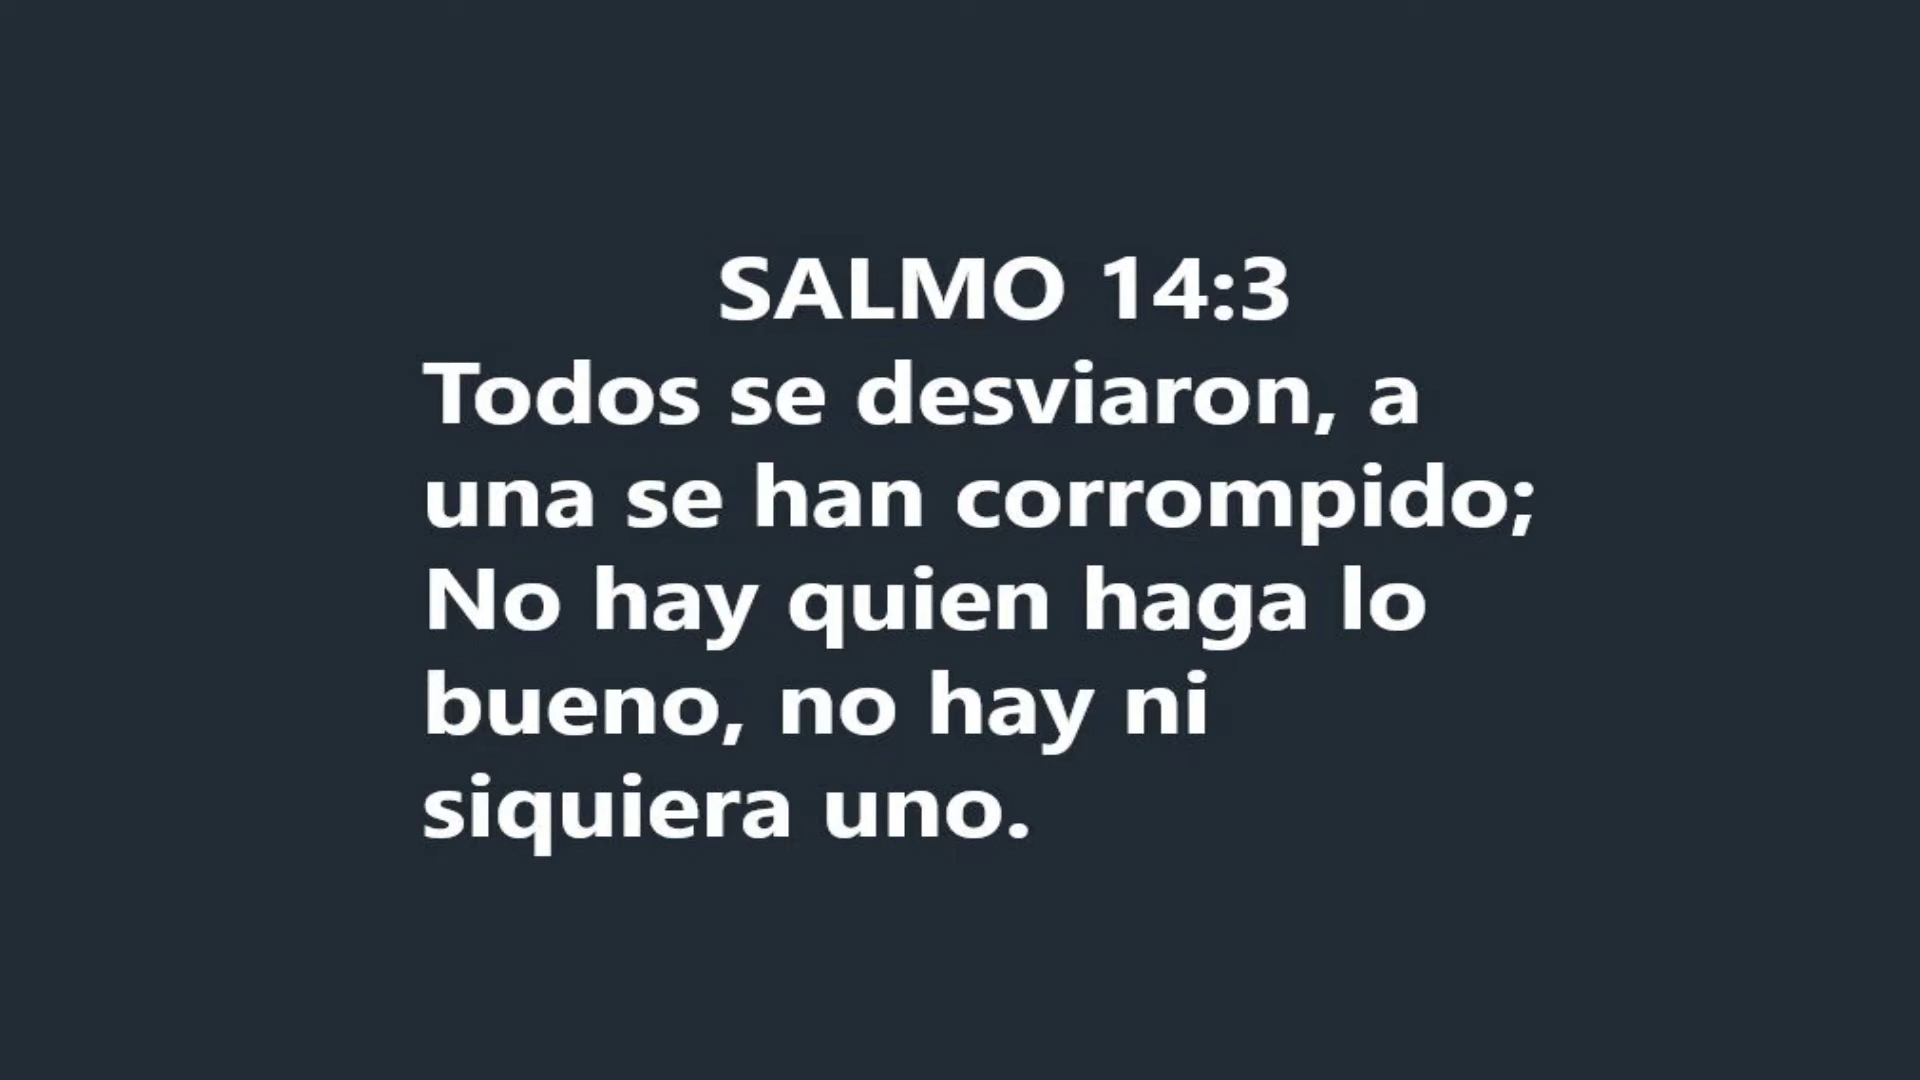 SALMO 14:3
Todos se desviaron, a
una se han corrompido;
No hay quien haga lo
bueno, no hay ni
siquiera uno.